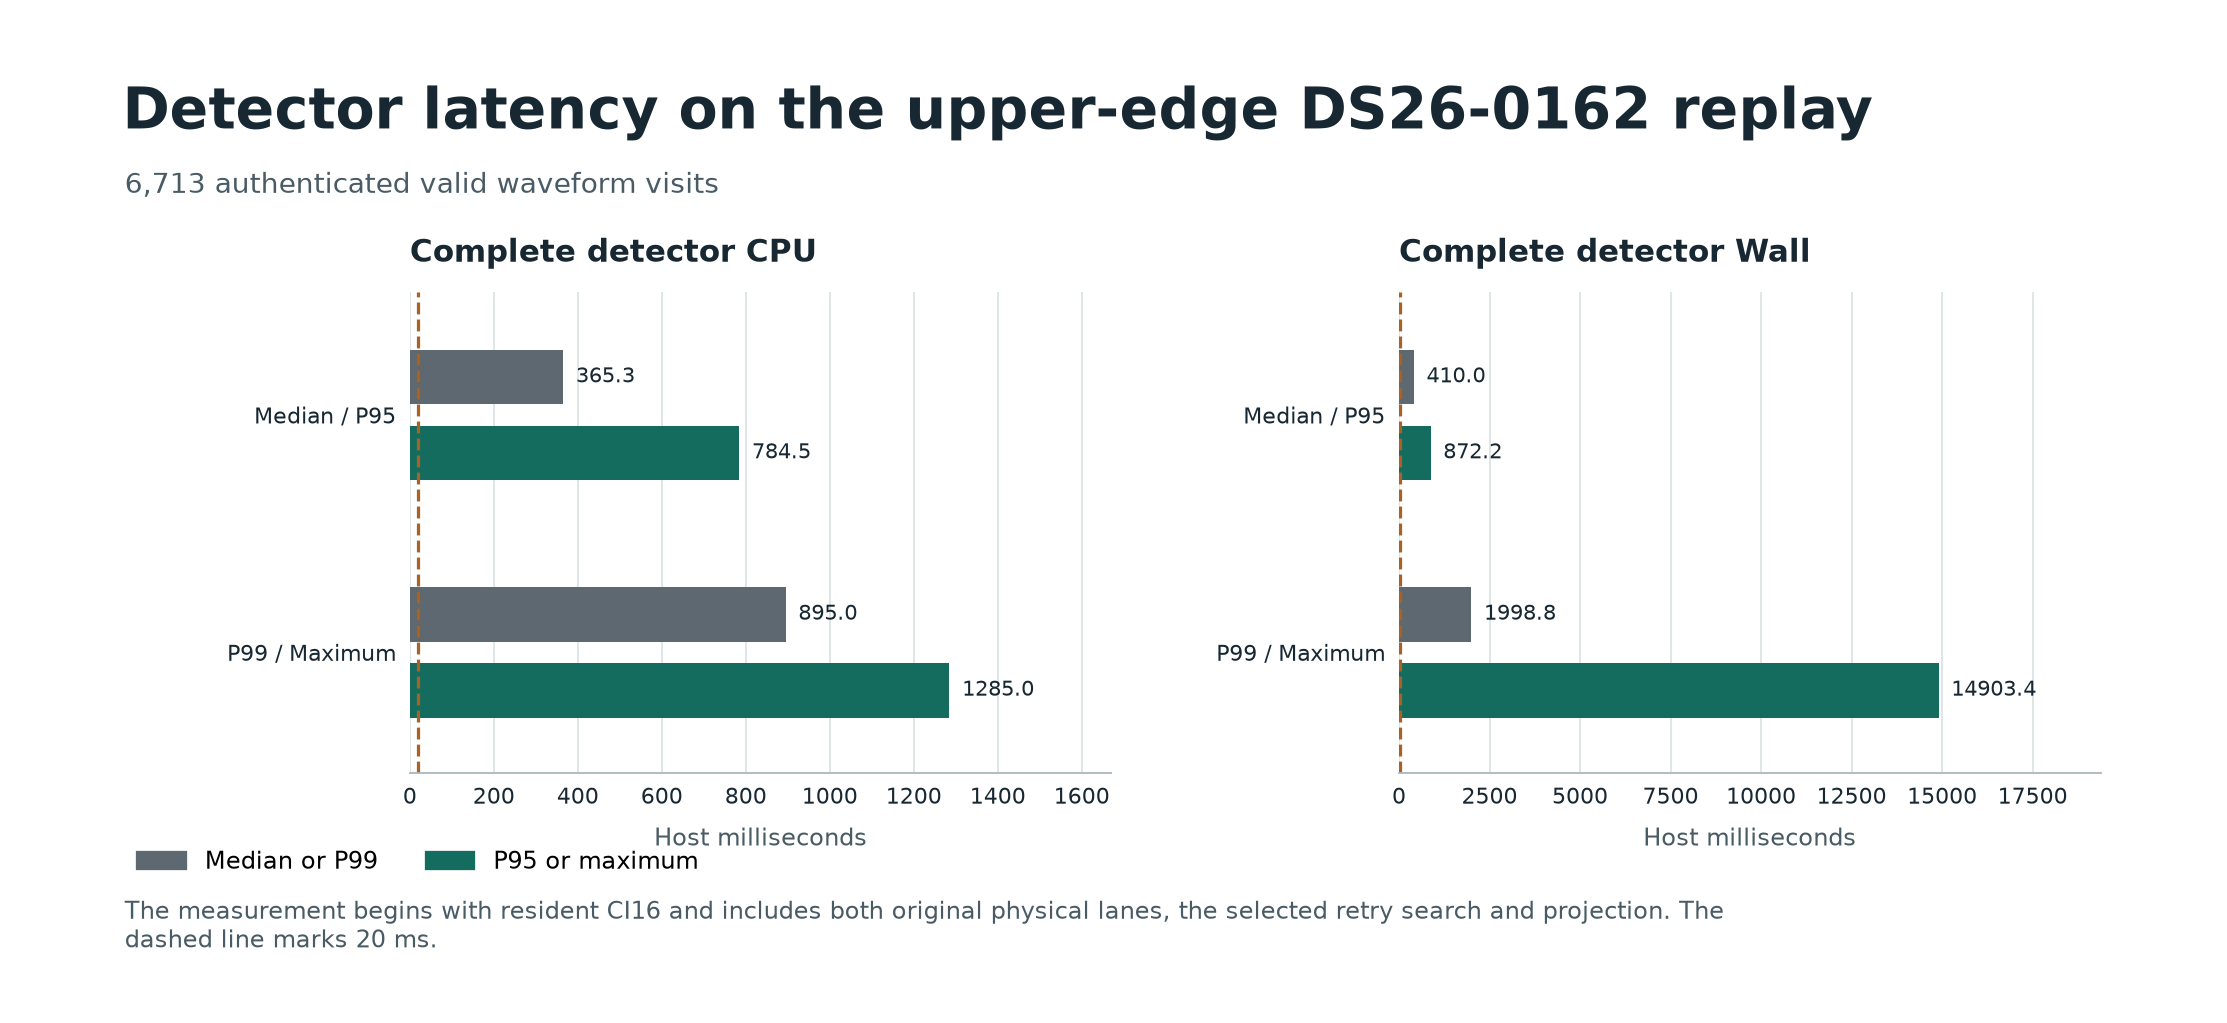 Detector latency on the upper-edge DS26-0162 replay
6,713 authenticated valid waveform visits
Complete detector CPU
Median / P95
365.3
784.5
P99 / Maximum
895.0
1285.0
0 200 400 600 800 1000 1200 1400 1600
Host milliseconds
Complete detector Wall
Median / P95
410.0
872.2
P99 / Maximum
1998.8
14903.4
0 2500 5000 7500 10000 12500 15000 17500
Host milliseconds
Median or P99 P95 or maximum
The measurement begins with resident CI16 and includes both original physical lanes, the selected retry search and projection. The
dashed line marks 20 ms.